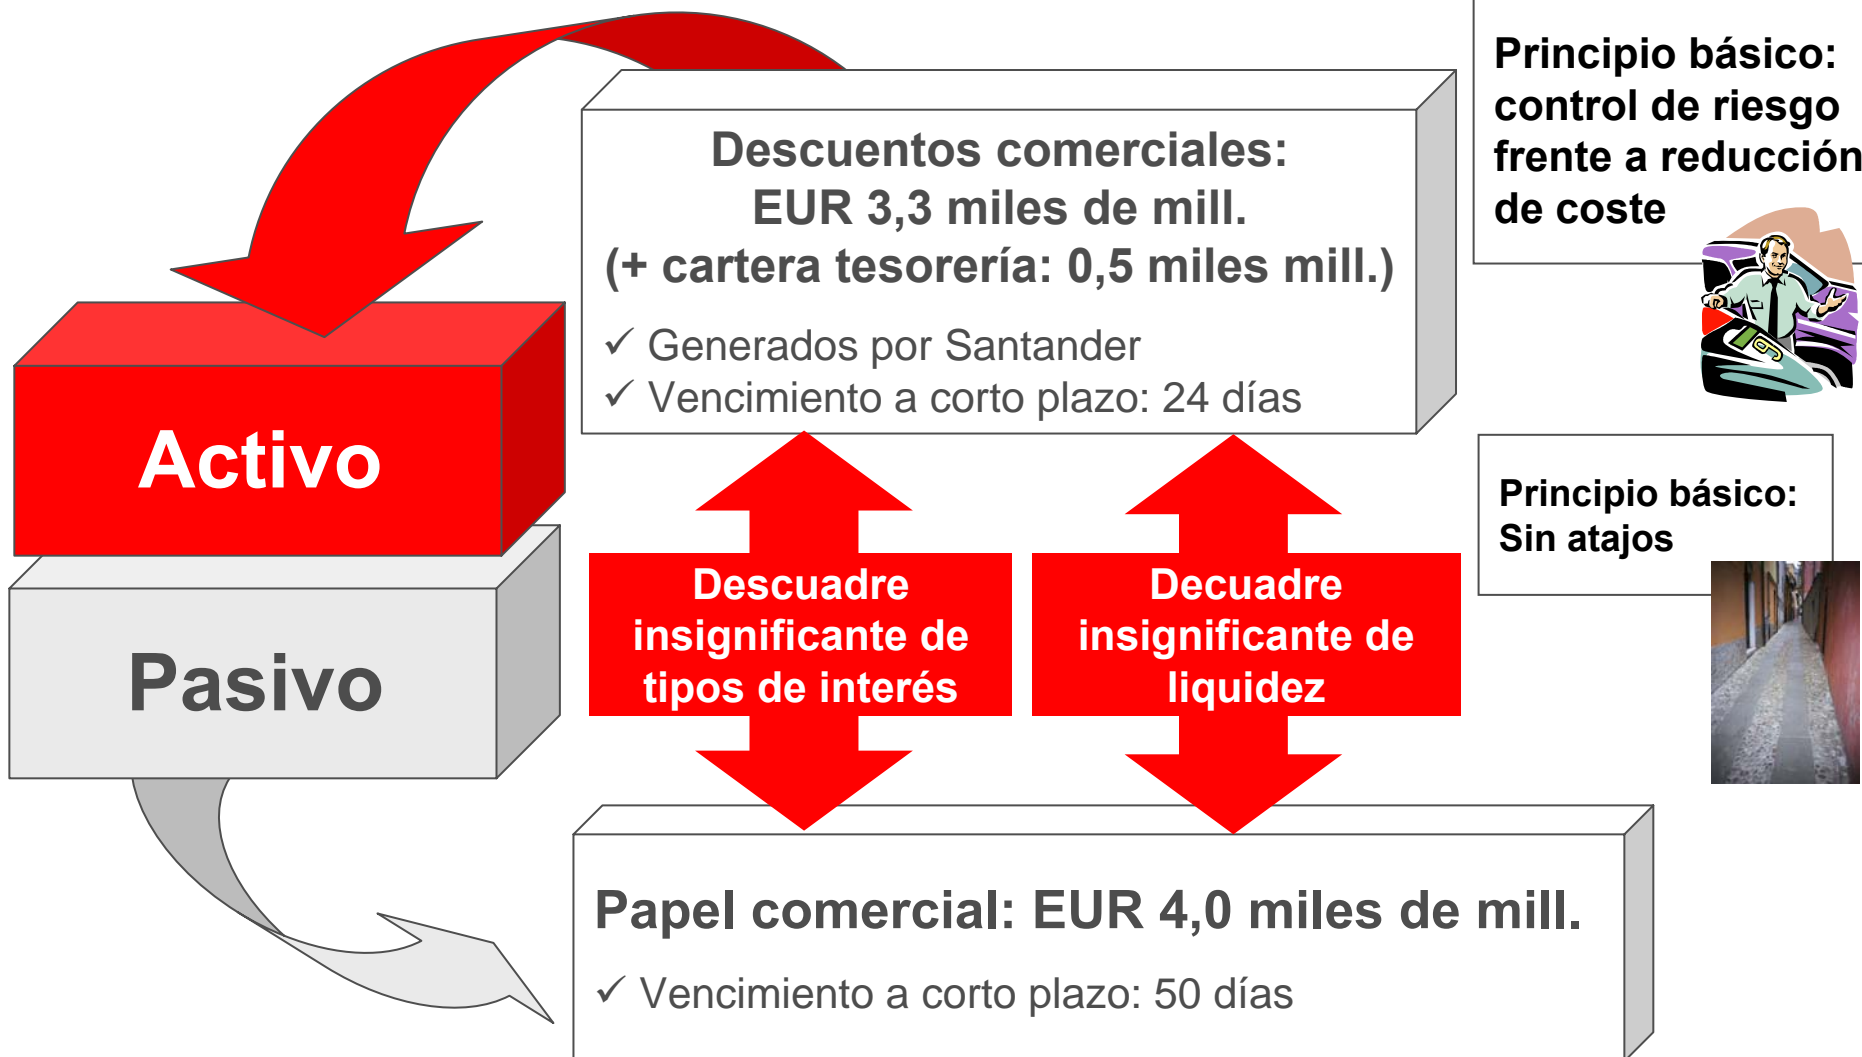 Principio básico:
control de riesgo
frente a reducción
de coste
Descuentos comerciales:
EUR 3,3 miles de mill.
(+ cartera tesorería: 0,5 miles mill.)
✓ Generados por Santander
✓ Vencimiento a corto plazo: 24 días
Activo
Pasivo
Principio básico:
Sin atajos
Descuadre
insignificante de
tipos de interés
Decuadre
insignificante de
liquidez
Papel comercial: EUR 4,0 miles de mill.
✓ Vencimiento a corto plazo: 50 días